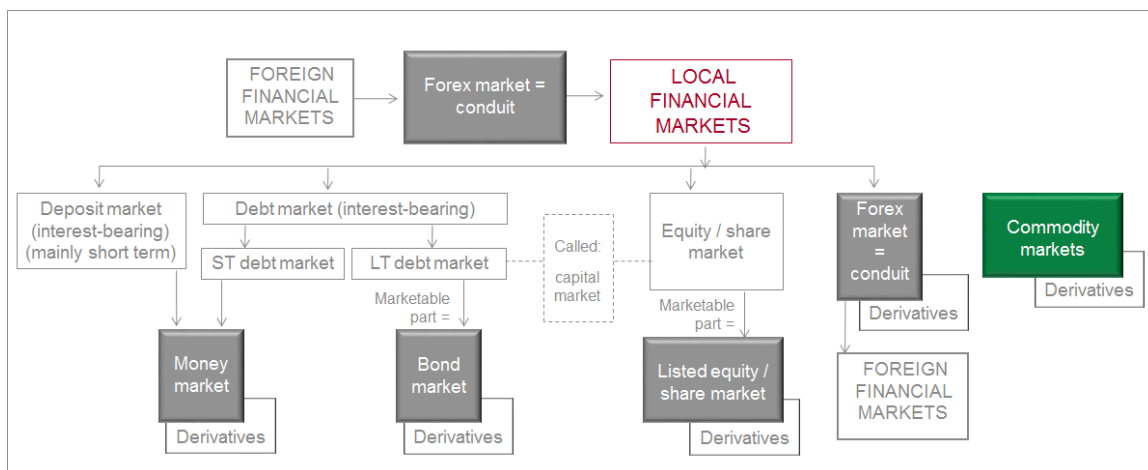 FOREIGN
FINANCIAL
MARKETS
Forex market =
conduit
LOCAL
FINANCIAL
MARKETS
Deposit market
(interest-bearing)
(mainly short term)
Debt market (interest-bearing)
ST debt market
LT debt market
Called:
capital
market
Equity / share
market
Forex
market
=
conduit
Derivatives
Commodity
markets
Derivatives
Marketable
part =
Marketable
part =
Money
market
Derivatives
Bond
market
Derivatives
Listed equity /
share market
Derivatives
FOREIGN
FINANCIAL
MARKETS